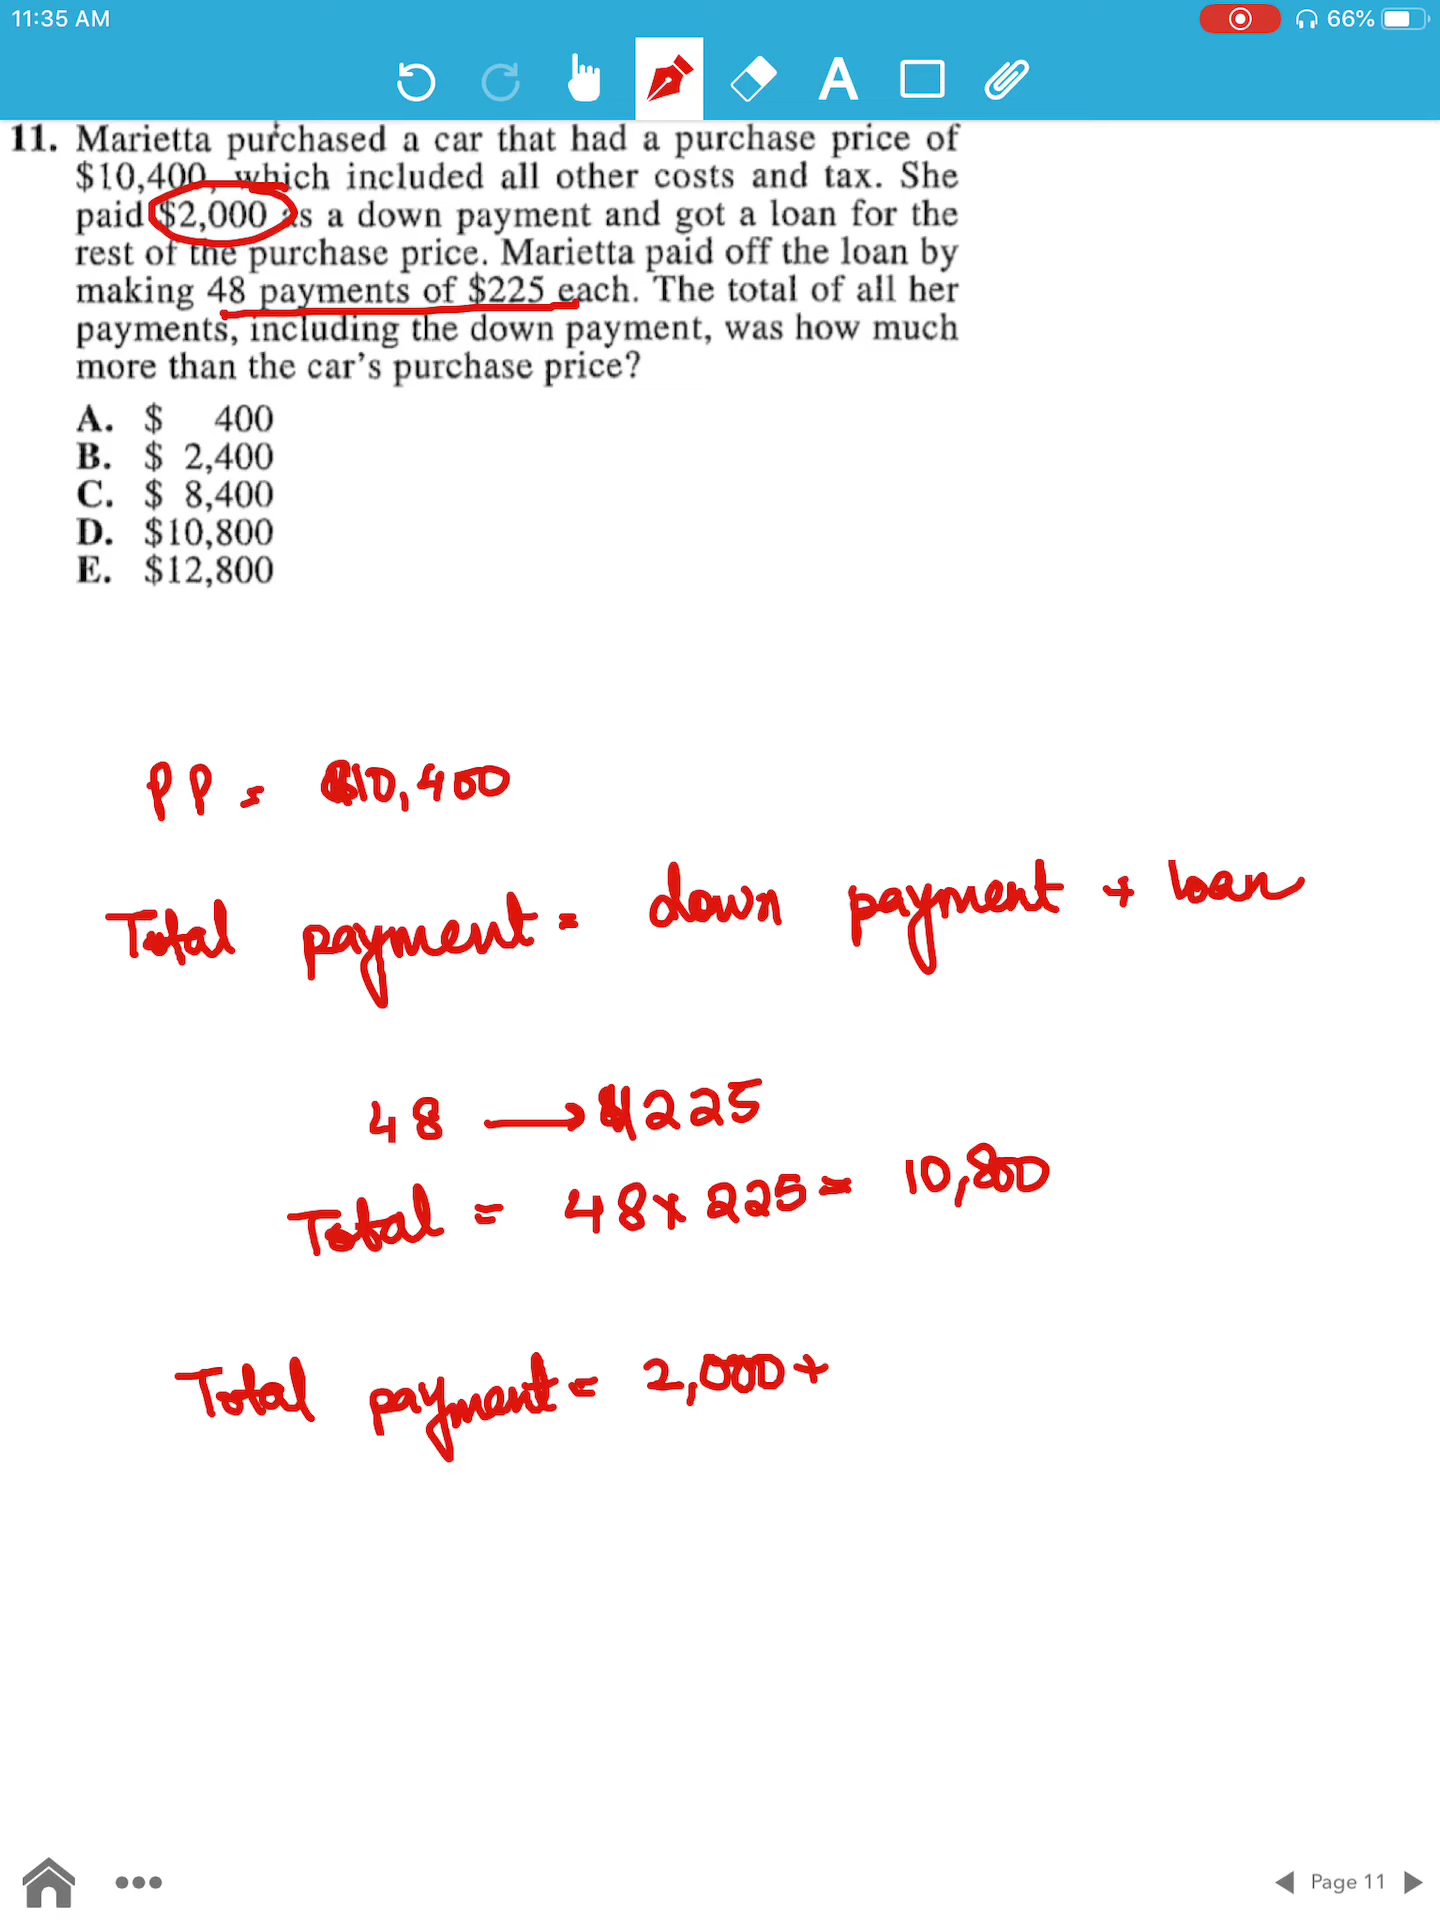 11:35 AM
66%
A
11. Marietta purchased a car that had a purchase price of
$10,400, which included all other costs and tax. She
paid $2,000 as a down payment and got a loan for the
rest of the purchase price. Marietta paid off the loan by
making 48 payments of $225 each. The total of all her
payments, including the down payment, was how much
more than the car's purchase price?
A. $ 400
B. $ 2,400
C. $ 8,400
D. $10,800
E. $12,800
PP = $10,400
Total payment = down payment + loan
48 → $225
Total = 48 x 225 = 10,800
Total payment = 2,000 +
Page 11